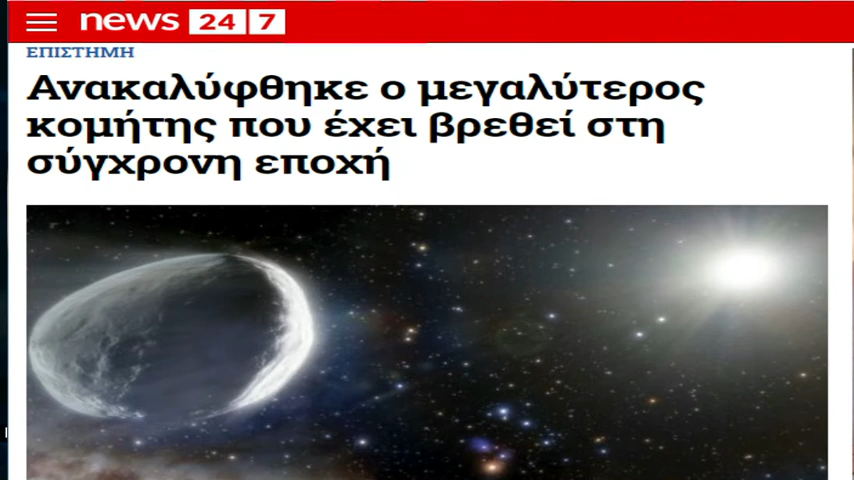 news 24 7
ΕΠΙΣΤΗΜΗ
Ανακαλύφθηκε ο μεγαλύτερος
κομήτης που έχει βρεθεί στη
σύγχρονη εποχή